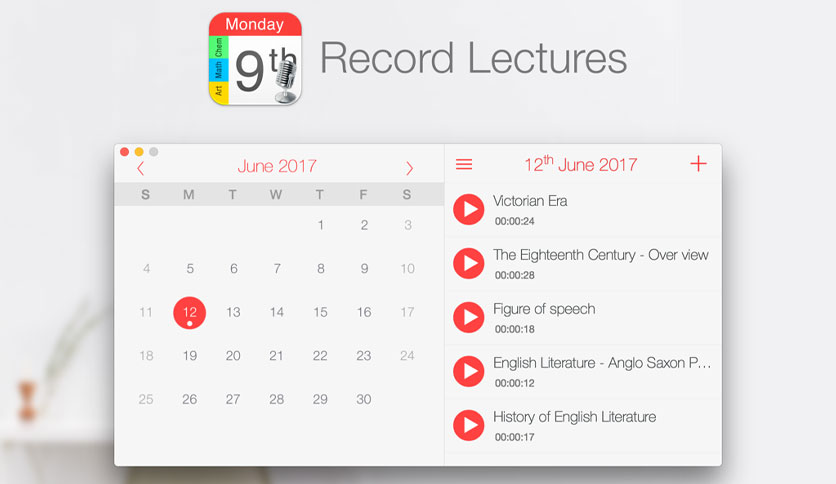 Monday
Chem
Math
Art
9th
Record Lectures
June 2017
S M T W T F S
1 2 3
4 5 6 7 8 9 10
11 12 13 14 15 16 17
18 19 20 21 22 23 24
25 26 27 28 29 30
12th June 2017
Victorian Era
00:00:24
The Eighteenth Century - Over view
00:00:28
Figure of speech
00:00:18
English Literature - Anglo Saxon P...
00:00:12
History of English Literature
00:00:17